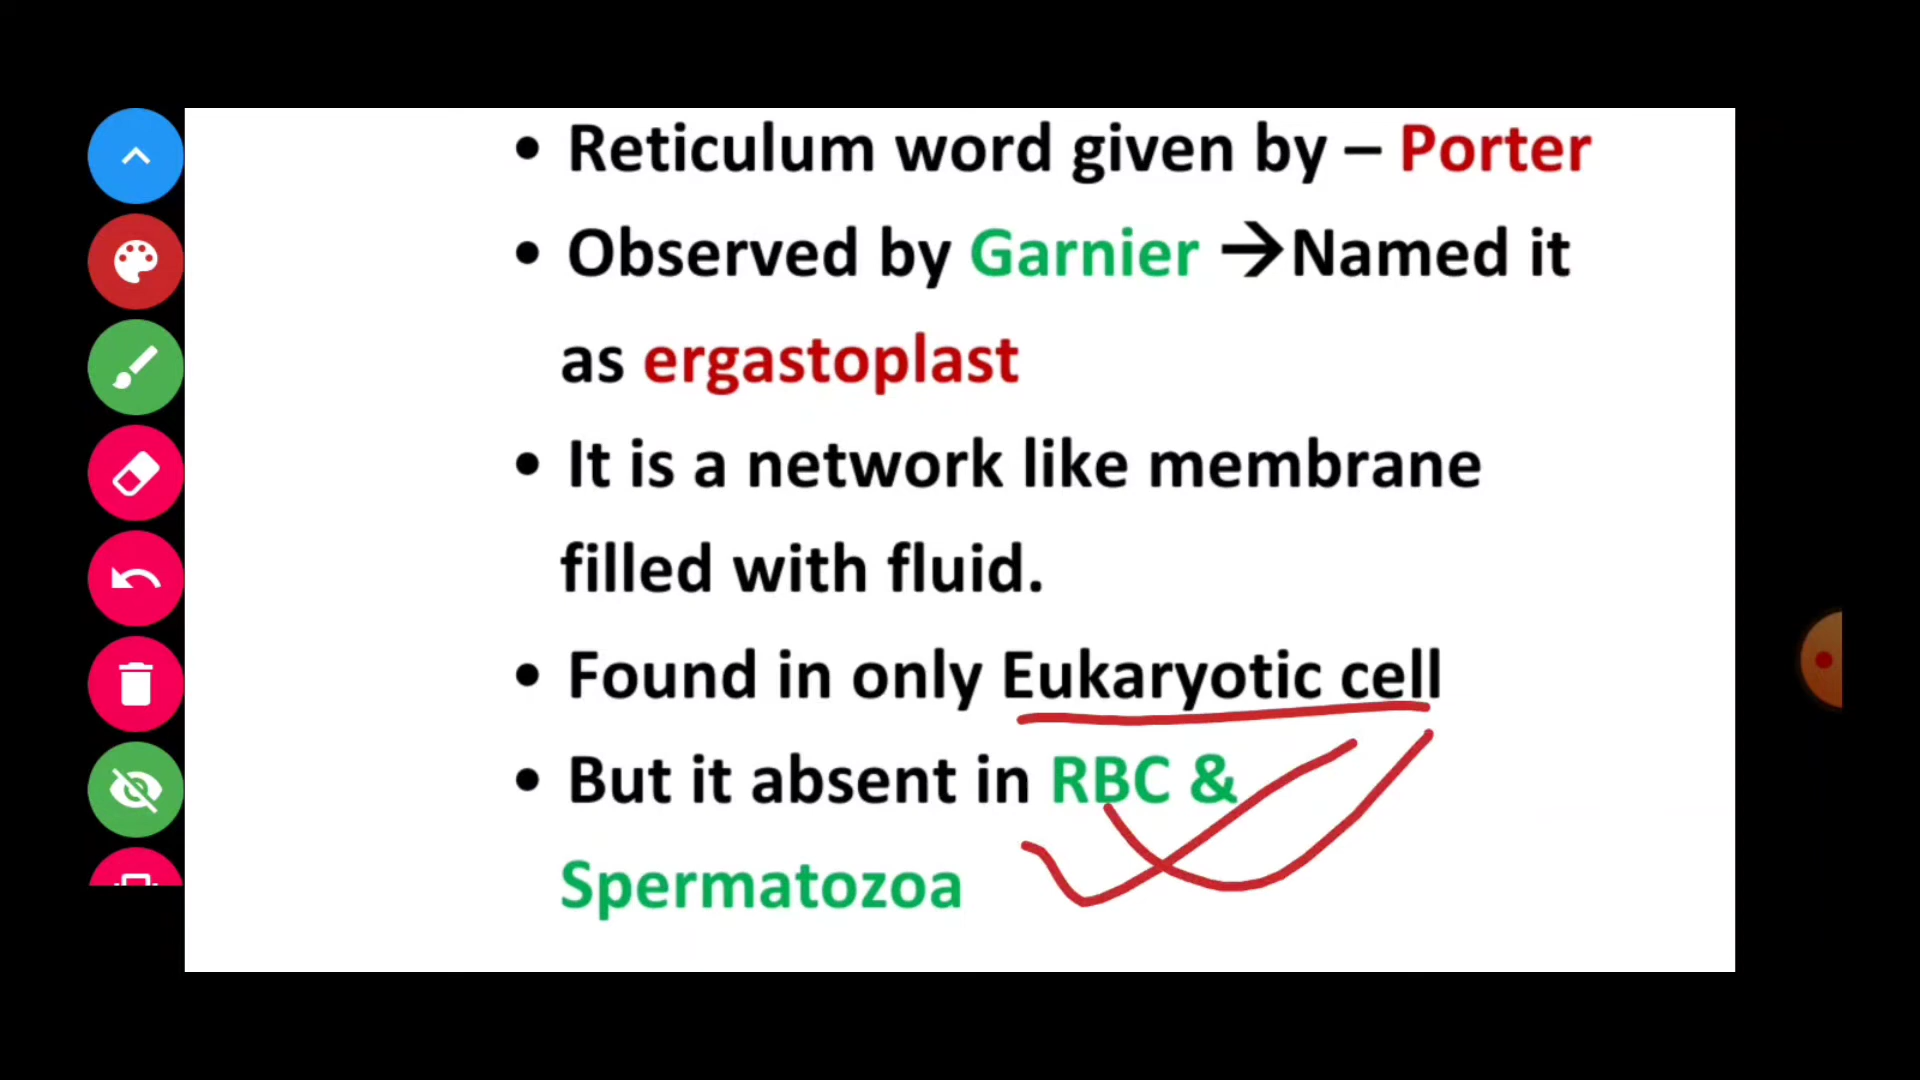 • Reticulum word given by – Porter
• Observed by Garnier →Named it
as ergastoplast
• It is a network like membrane
filled with fluid.
• Found in only Eukaryotic cell
• But it absent in RBC &
Spermatozoa